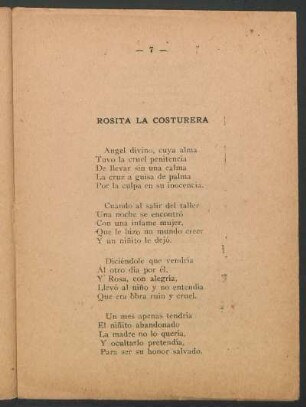 — 7 —
ROSITA LA COSTURERA
Angel divino, cuya alma
Tuvo la cruel penitencia
De llevar sin una calma
La cruz a guisa de palma
Por la culpa en su inocencia.
Cuando al salir del taller
Una noche se encontró
Con una infame mujer,
Que le hizo un mundo creer
Y un niñito le dejó.
Diciéndole que vendría
Al otro día por él,
Y Rosa, con alegría,
Llevó al niño y no entendía
Que era obra ruin y cruel.
Un mes apenas tendría
El niñito abandonado
La madre no lo quería,
Y ocultarlo pretendía,
Para ser su honor salvado.